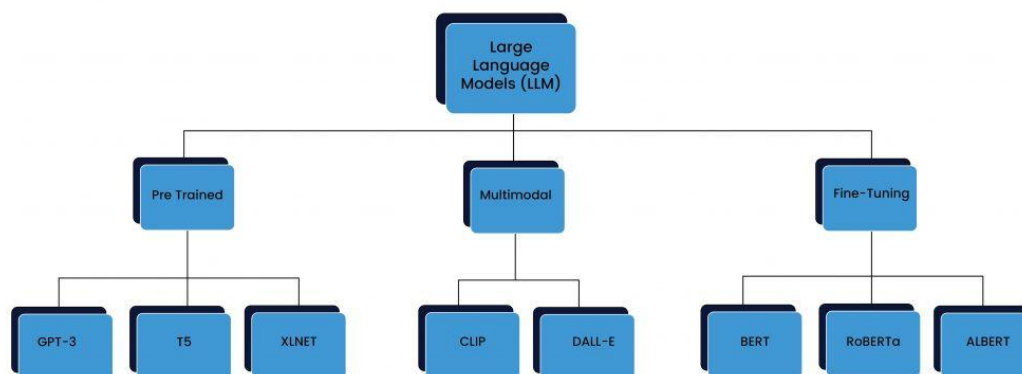 Large
Language
Models (LLM)
Pre Trained
Multimodal
Fine-Tuning
GPT-3
T5
XLNET
CLIP
DALL-E
BERT
RoBERTa
ALBERT